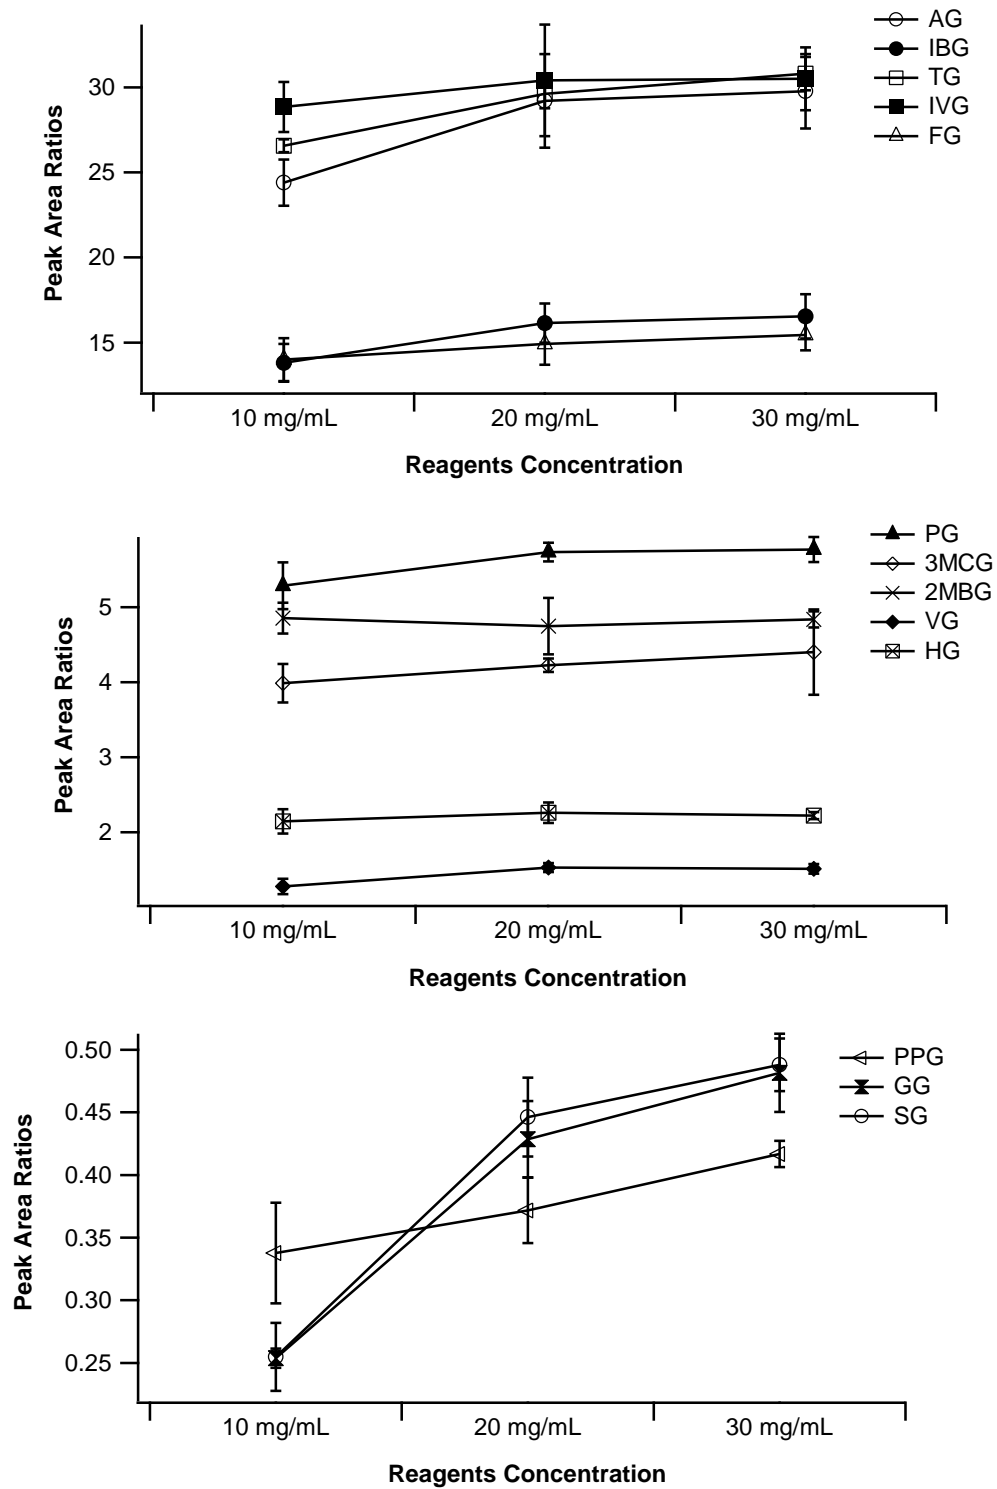 AG
IBG
TG
IVG
FG
Peak Area Ratios
30
25
20
15
10 mg/mL 20 mg/mL 30 mg/mL
Reagents Concentration
PG
3MCG
2MBG
VG
HG
Peak Area Ratios
5
4
3
2
10 mg/mL 20 mg/mL 30 mg/mL
Reagents Concentration
PPG
GG
SG
Peak Area Ratios
0.50
0.45
0.40
0.35
0.30
0.25
10 mg/mL 20 mg/mL 30 mg/mL
Reagents Concentration